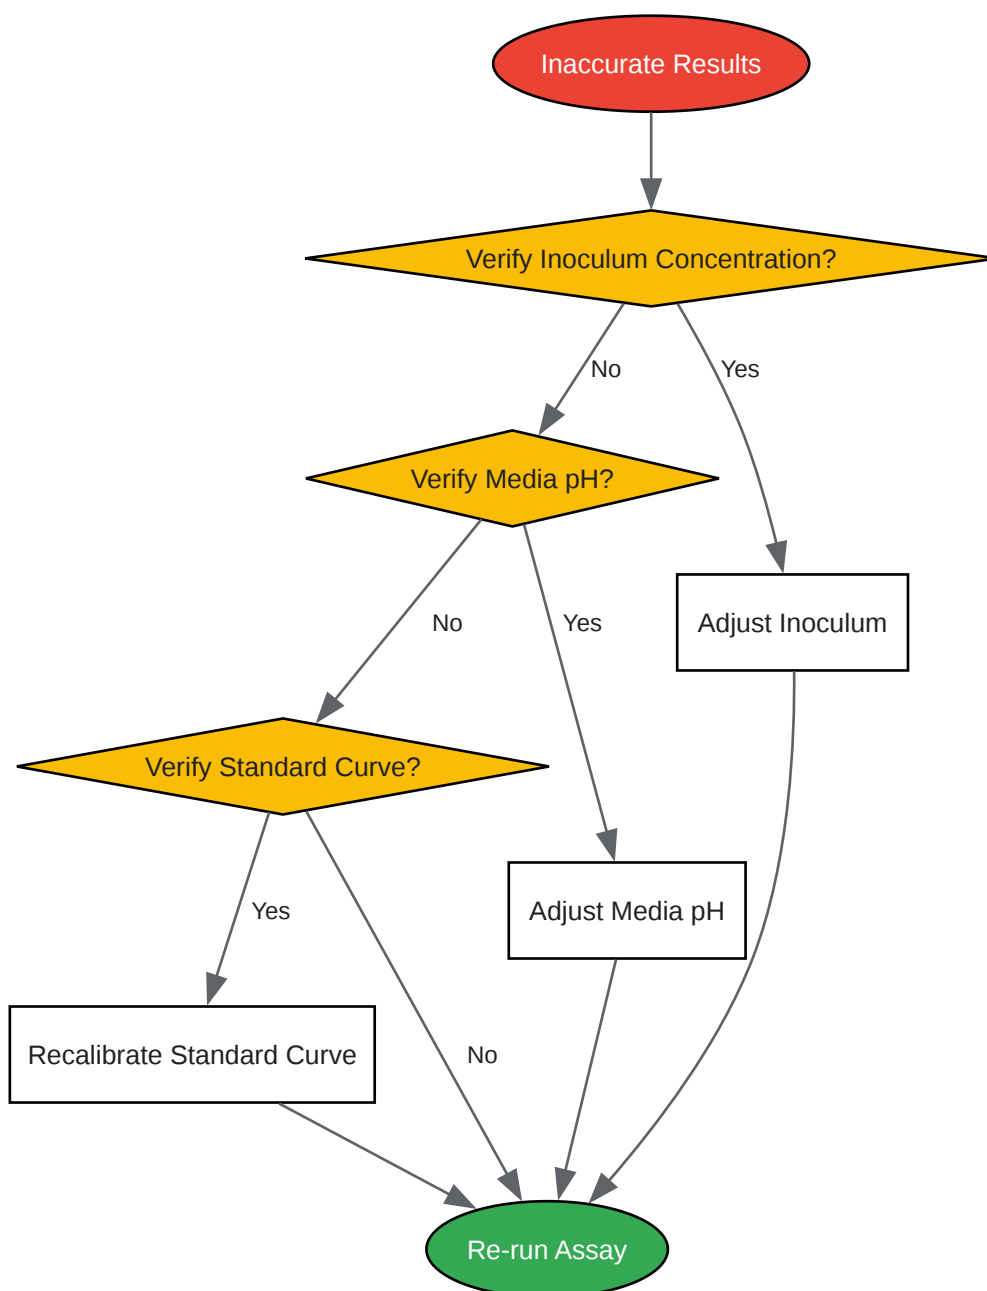 Inaccurate Results
Verify Inoculum Concentration?
No
Yes
Verify Media pH?
No
Yes
Adjust Inoculum
Verify Standard Curve?
Yes
Adjust Media pH
Recalibrate Standard Curve
No
Re-run Assay